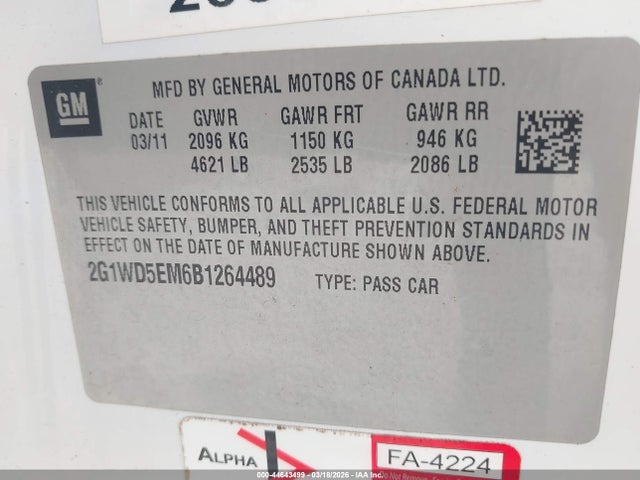 GM ®
MFD BY GENERAL MOTORS OF CANADA LTD.
DATE GVWR GAWR FRT GAWR RR
03/11 2096 KG 1150 KG 946 KG
4621 LB 2535 LB 2086 LB
THIS VEHICLE CONFORMS TO ALL APPLICABLE U.S. FEDERAL MOTOR
VEHICLE SAFETY, BUMPER, AND THEFT PREVENTION STANDARDS IN
EFFECT ON THE DATE OF MANUFACTURE SHOWN ABOVE.
2G1WD5EM6B1264489 TYPE: PASS CAR
ALPHA FA-4224
000-44643499 - 03/18/2026 - COPYRIGHT IAA, LLC